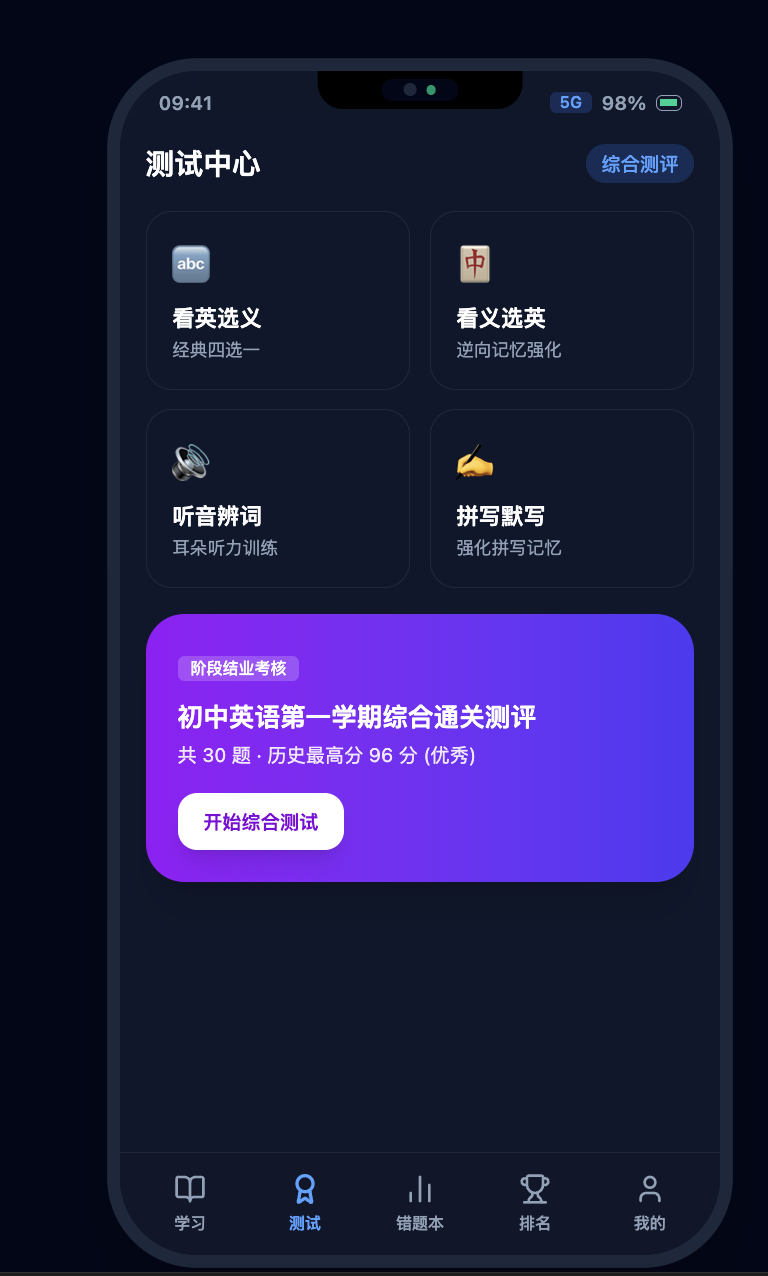 09:41
5G 98%
测试中心
综合测评
abc
中
看英选义
看义选英
经典四选一
逆向记忆强化
听音辨词
拼写默写
耳朵听力训练
强化拼写记忆
阶段结业考核
初中英语第一学期综合通关测评
共 30 题 · 历史最高分 96 分 (优秀)
开始综合测试
学习
测试
错题本
排名
我的